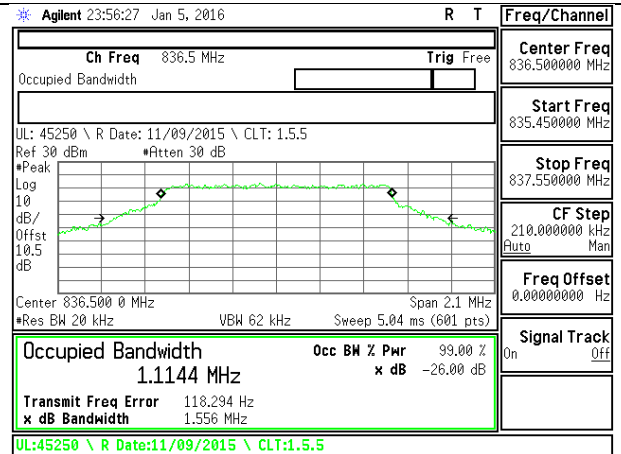 Agilent 23:56:27 Jan 5, 2016 R T
Freq/Channel
Ch Freq 836.5 MHz Trig Free
Occupied Bandwidth
Center Freq
836.500000 MHz
Start Freq
835.450000 MHz
Stop Freq
837.550000 MHz
CF Step
210.000000 kHz
Auto Man
Freq Offset
0.00000000 Hz
Signal Track
On Off
UL: 45250 \ R Date: 11/09/2015 \ CLT: 1.5.5
Ref 30 dBm #Atten 30 dB
#Peak
Log
10
dB/
Offst
10.5
dB
Center 836.500 0 MHz Span 2.1 MHz
#Res BW 20 kHz VBW 62 kHz Sweep 5.04 ms (601 pts)
Occupied Bandwidth Occ BW % Pwr 99.00 %
1.1144 MHz x dB -26.00 dB
Transmit Freq Error 118.294 Hz
x dB Bandwidth 1.556 MHz
UL:45250 \ R Date:11/09/2015 \ CLT:1.5.5